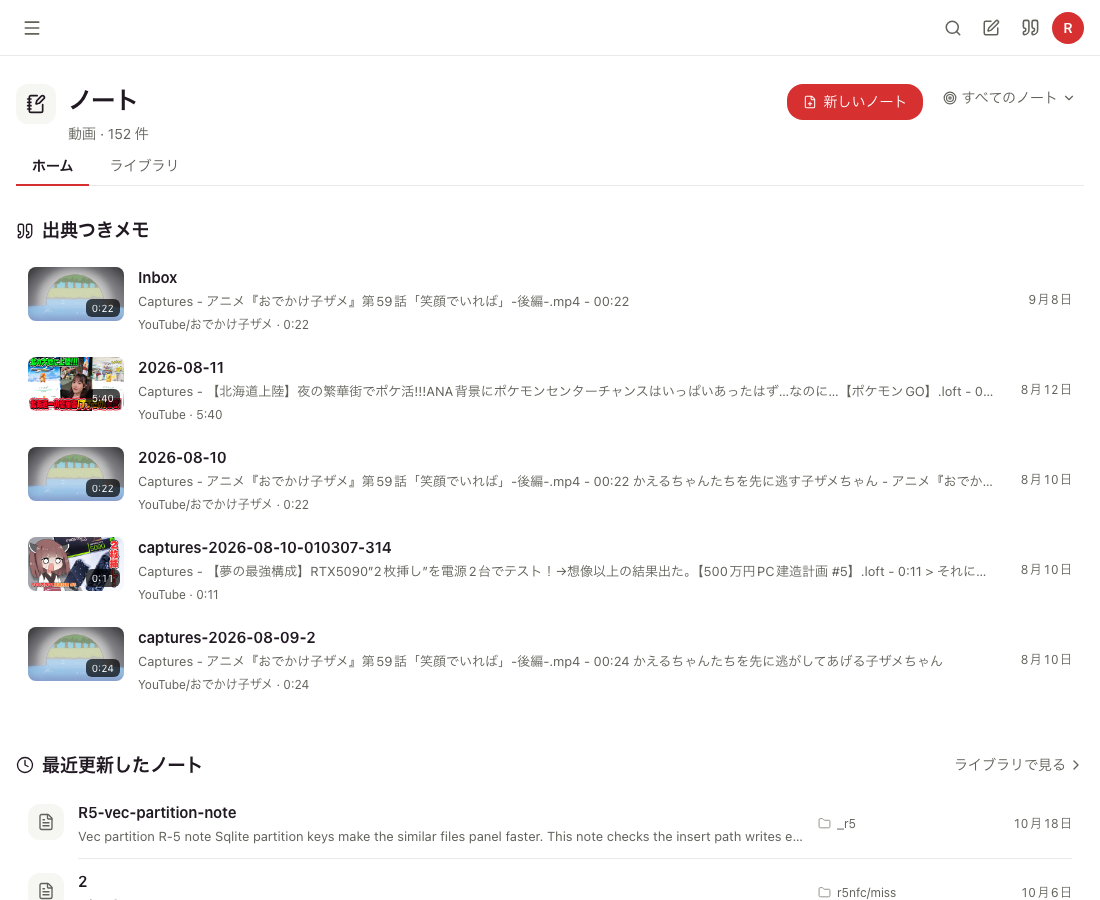 R
ノート
動画 · 152 件
新しいノート
すべてのノート
ホーム
ライブラリ
出典つきメモ
0:22
Inbox
Captures - アニメ『おでかけ子ザメ』第59話「笑顔でいれば」-後編-.mp4 - 00:22
YouTube/おでかけ子ザメ · 0:22
9月8日
5:40
2026-08-11
Captures - 【北海道上陸】夜の繁華街でポケ活!!!ANA背景にポケモンセンターチャンスはいっぱいあったはず…なのに…【ポケモンGO】.loft - 0…
YouTube · 5:40
8月12日
0:22
2026-08-10
Captures - アニメ『おでかけ子ザメ』第59話「笑顔でいれば」-後編-.mp4 - 00:22 かえるちゃんたちを先に逃す子ザメちゃん - アニメ『おでか…
YouTube/おでかけ子ザメ · 0:22
8月10日
0:11
captures-2026-08-10-010307-314
Captures - 【夢の最強構成】RTX5090”2枚挿し”を電源2台でテスト！→想像以上の結果出た。【500万円PC建造計画 #5】.loft - 0:11 > それに…
YouTube · 0:11
8月10日
0:24
captures-2026-08-09-2
Captures - アニメ『おでかけ子ザメ』第59話「笑顔でいれば」-後編-.mp4 - 00:24 かえるちゃんたちを先に逃がしてあげる子ザメちゃん
YouTube/おでかけ子ザメ · 0:24
8月10日
最近更新したノート
ライブラリで見る
R5-vec-partition-note
Vec partition R-5 note Sqlite partition keys make the similar files panel faster. This note checks the insert path writes e…
_r5
10月18日
2
r5nfc/miss
10月6日